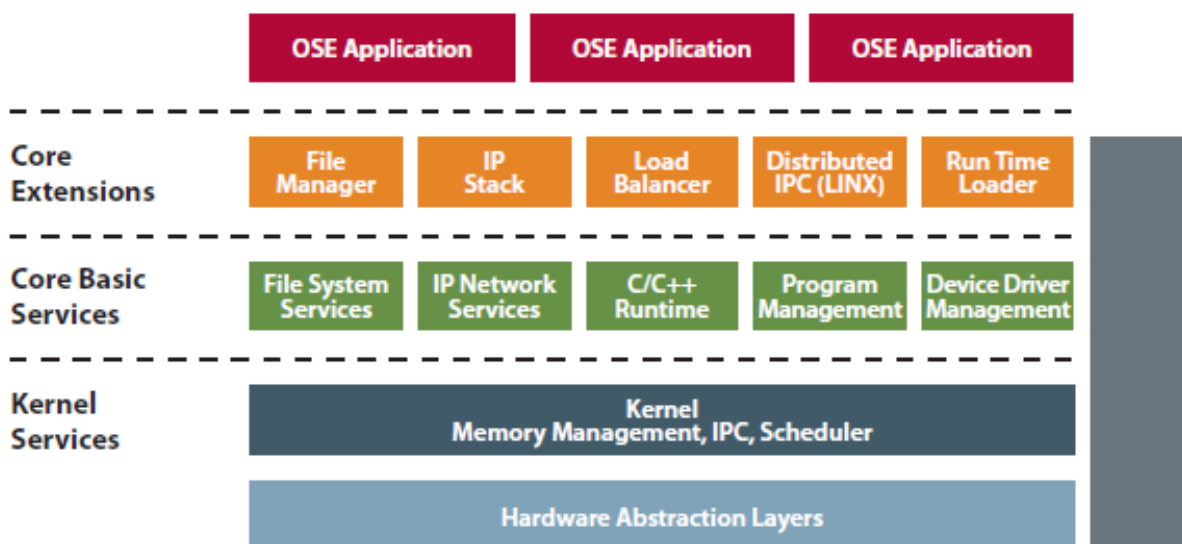 OSE Application
OSE Application
OSE Application
Core
Extensions
File
Manager
IP
Stack
Load
Balancer
Distributed
IPC (LINX)
Run Time
Loader
Core Basic
Services
File System
Services
IP Network
Services
C/C++
Runtime
Program
Management
Device Driver
Management
Kernel
Services
Kernel
Memory Management, IPC, Scheduler
Hardware Abstraction Layers